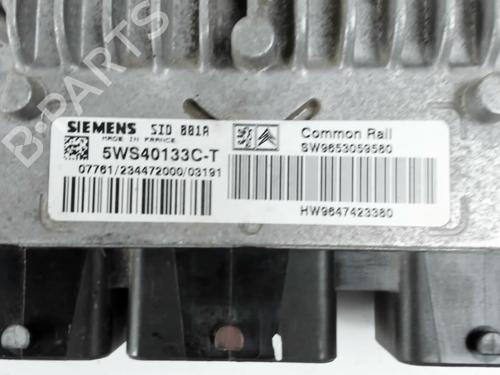 SIEMENS SID 801A
MADE IN FRANCE
5WS40133C-T
07761/234472000/03191
Common Rail
SW9653059580
HW9647423380
B-PARTS